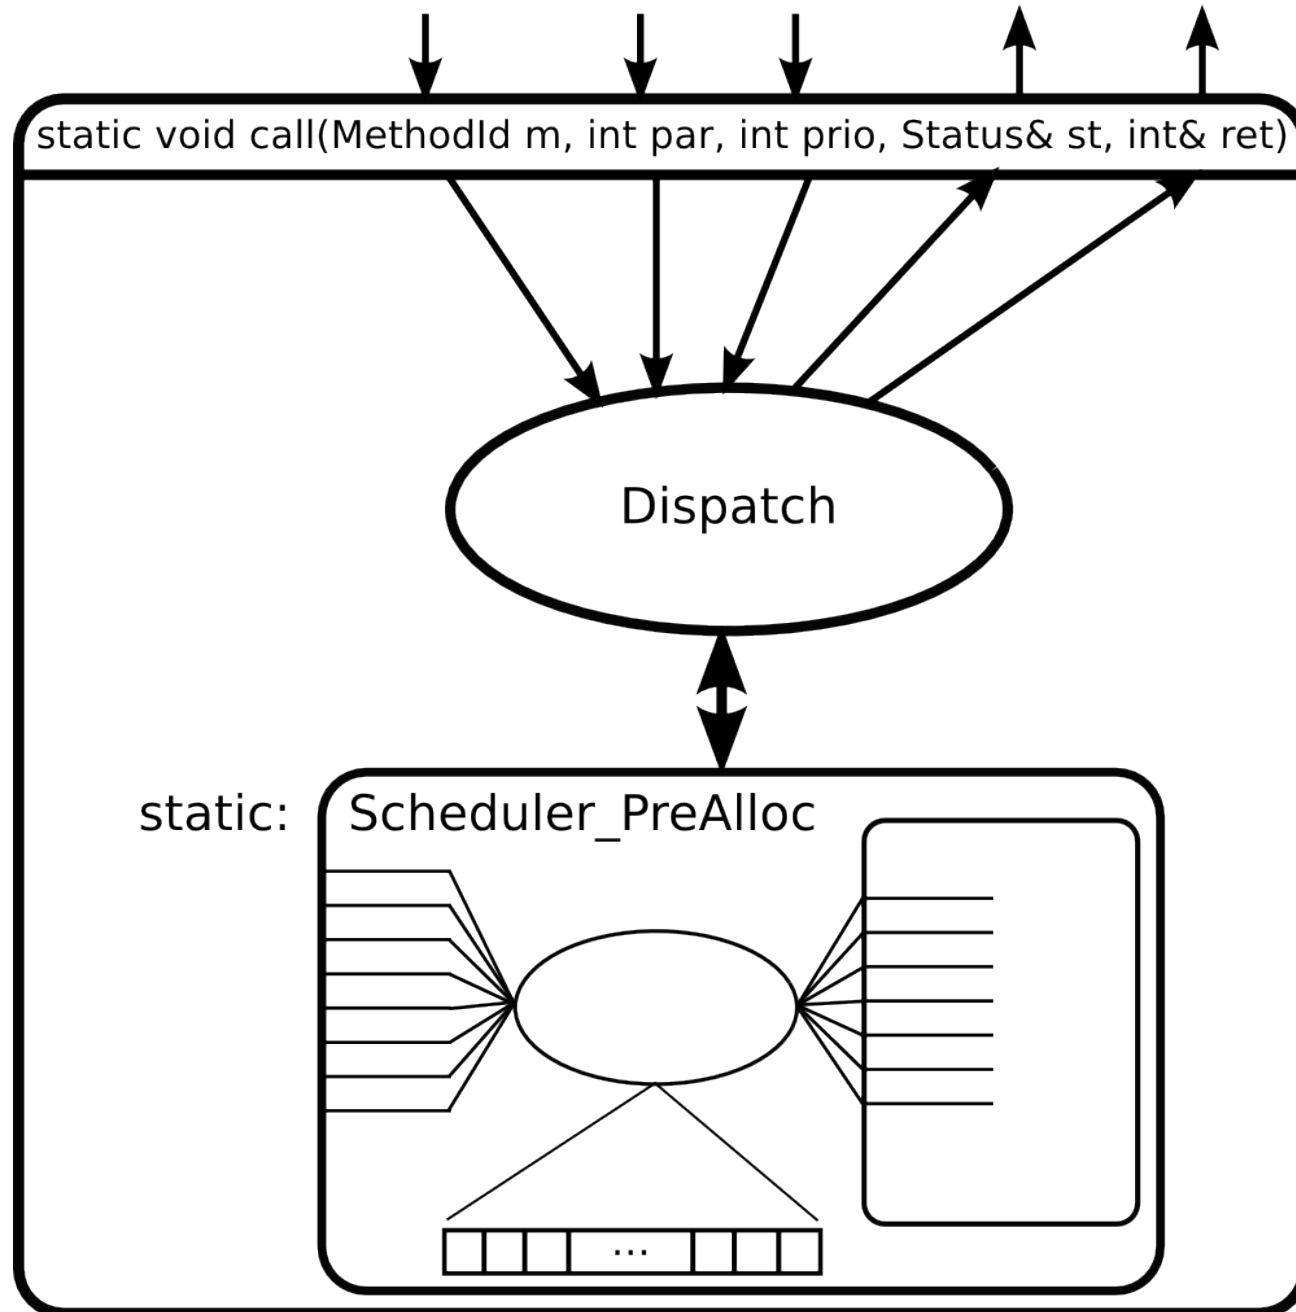 static void call(MethodId m, int par, int prio, Status& st, int& ret)
Dispatch
static:
Scheduler_PreAlloc
...